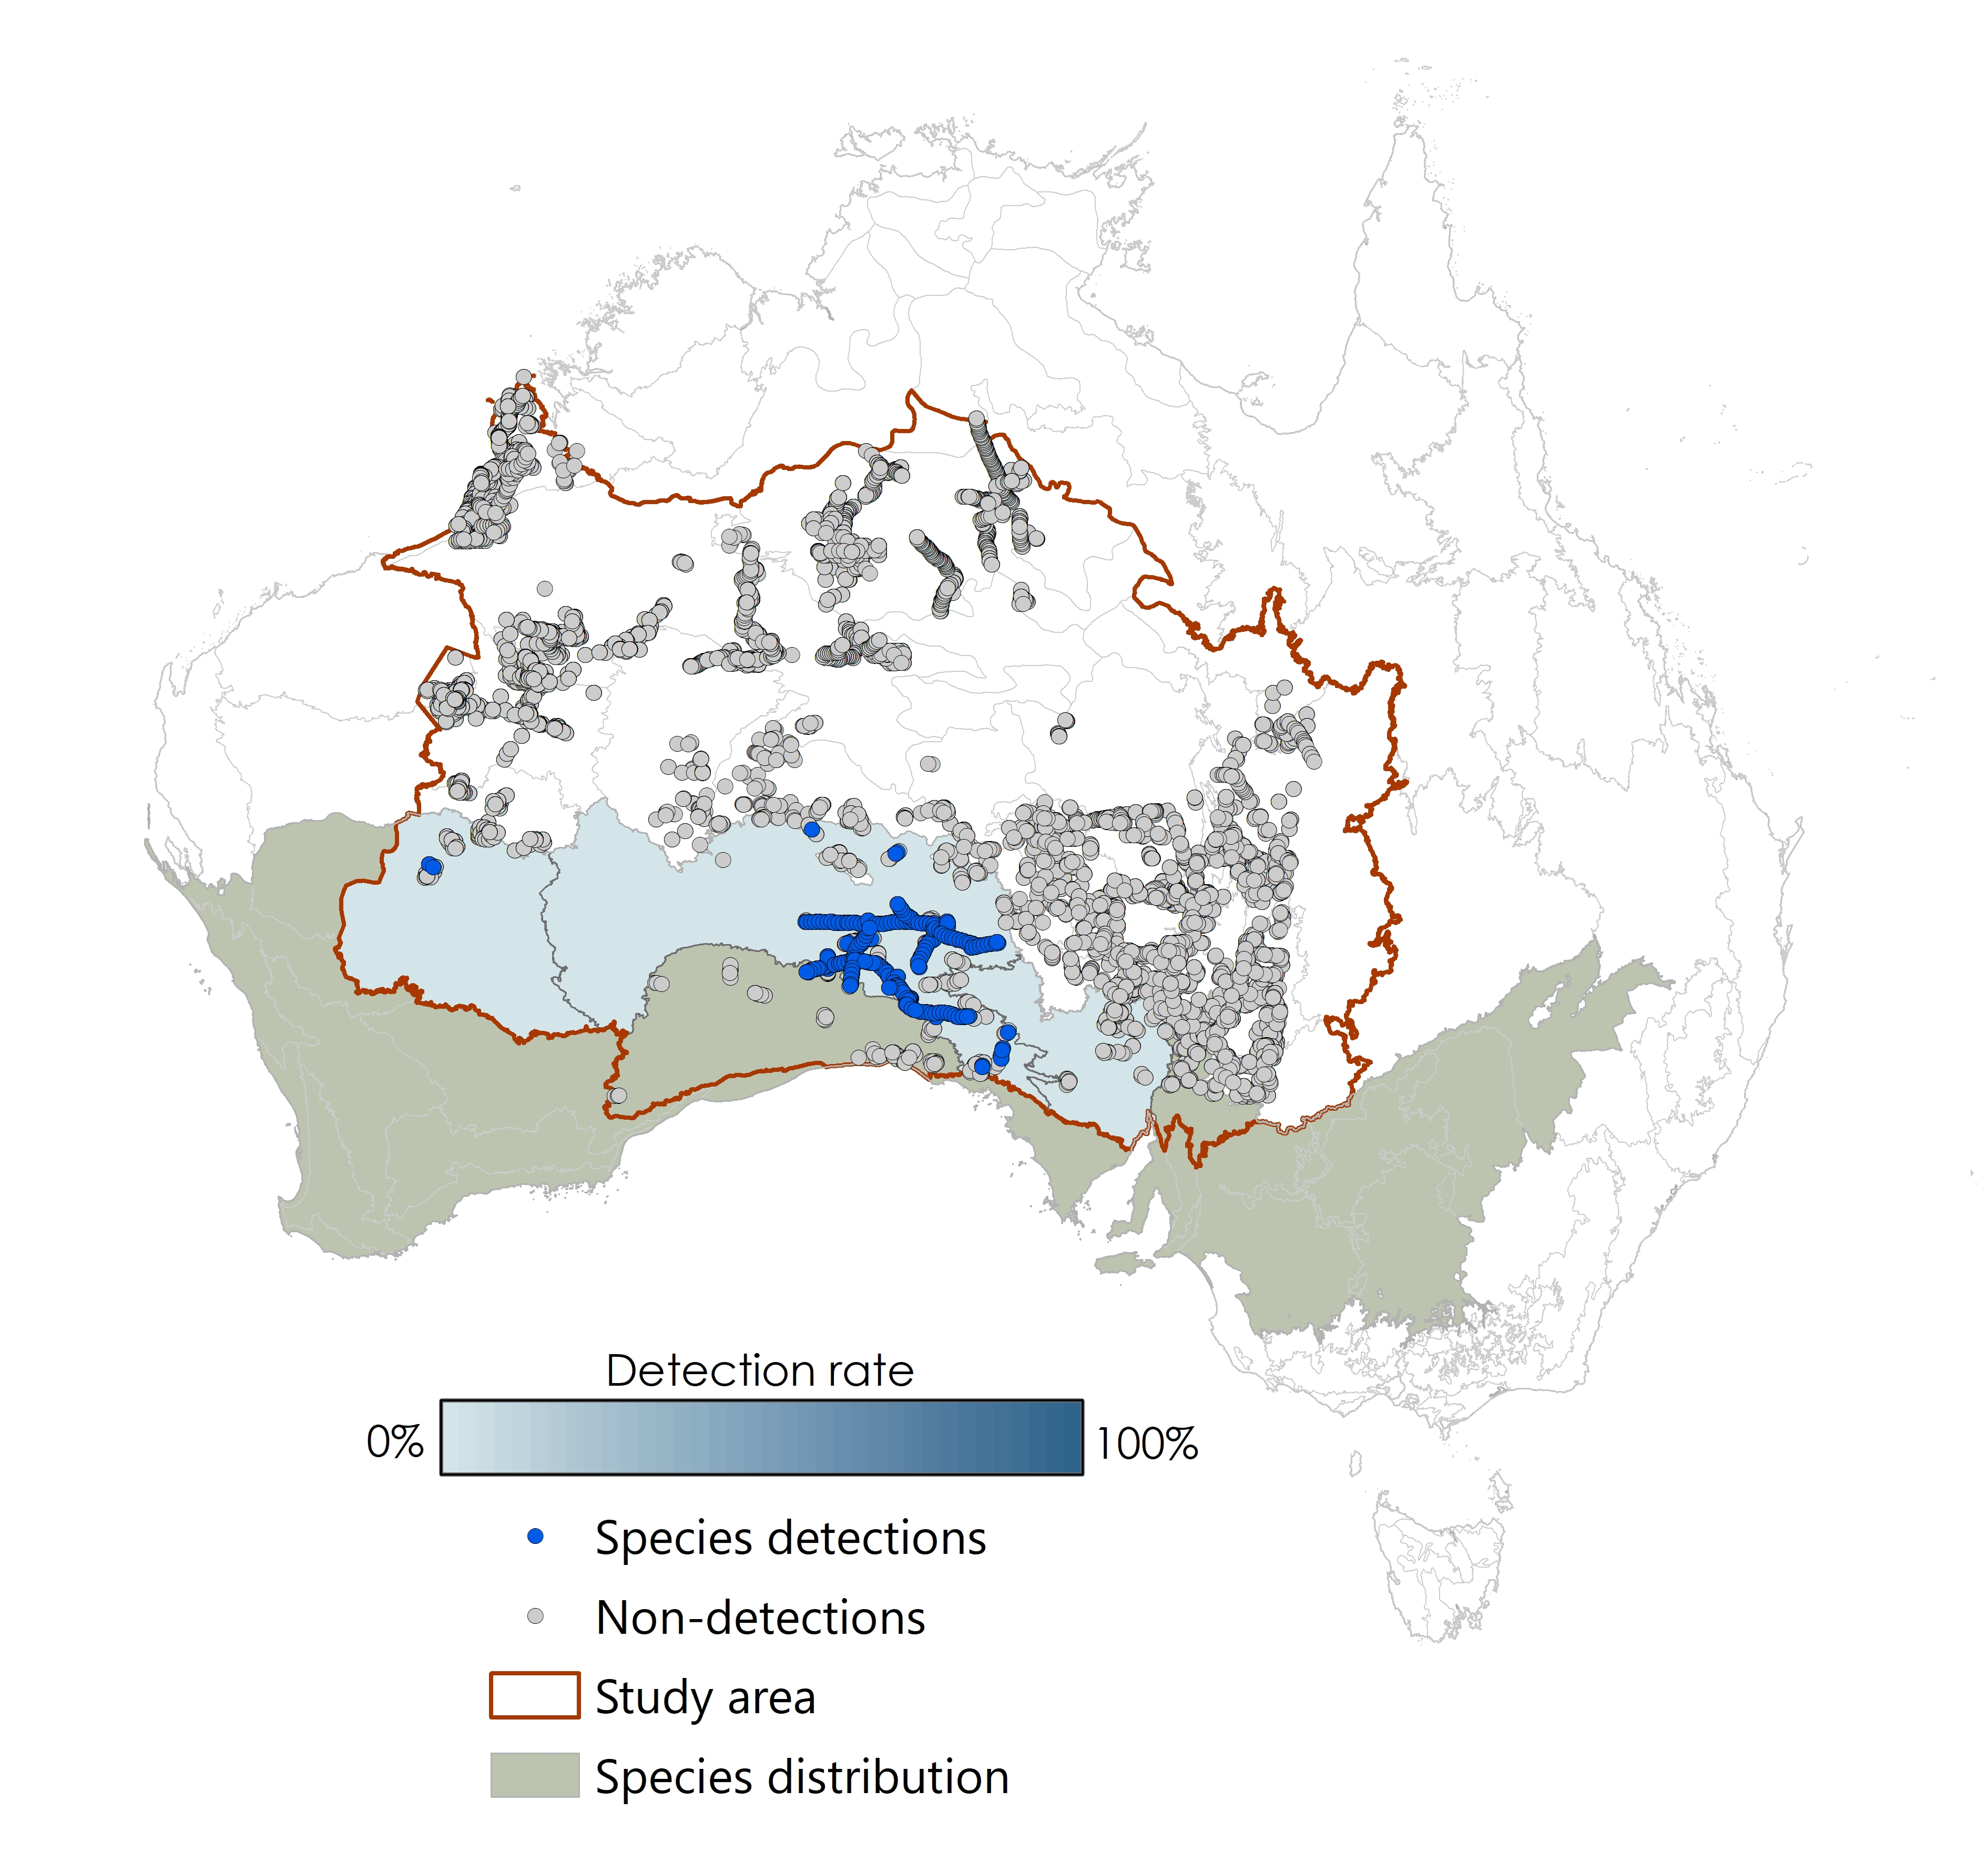 Detection rate
0%
100%
Species detections
Non-detections
Study area
Species distribution